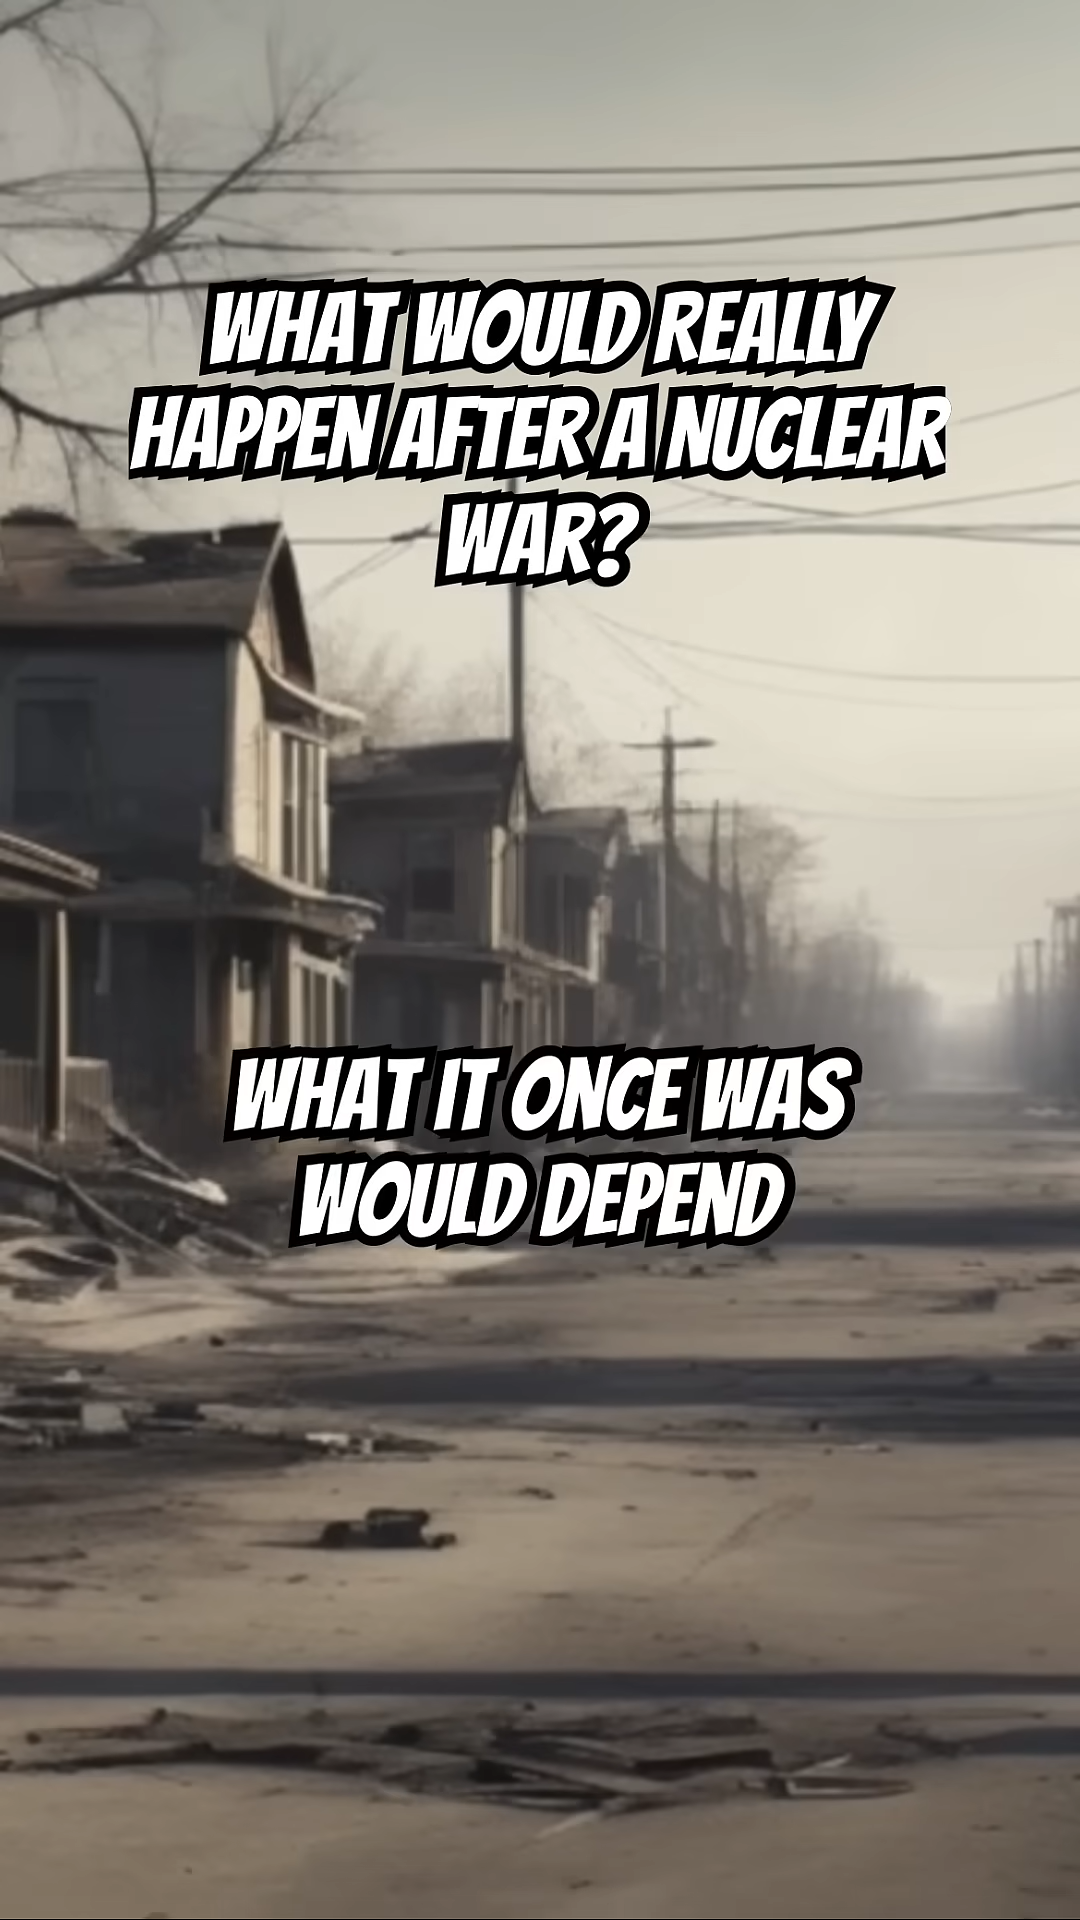 WHAT WOULD REALLY
HAPPEN AFTER A NUCLEAR
WAR?
WHAT IT ONCE WAS
WOULD DEPEND